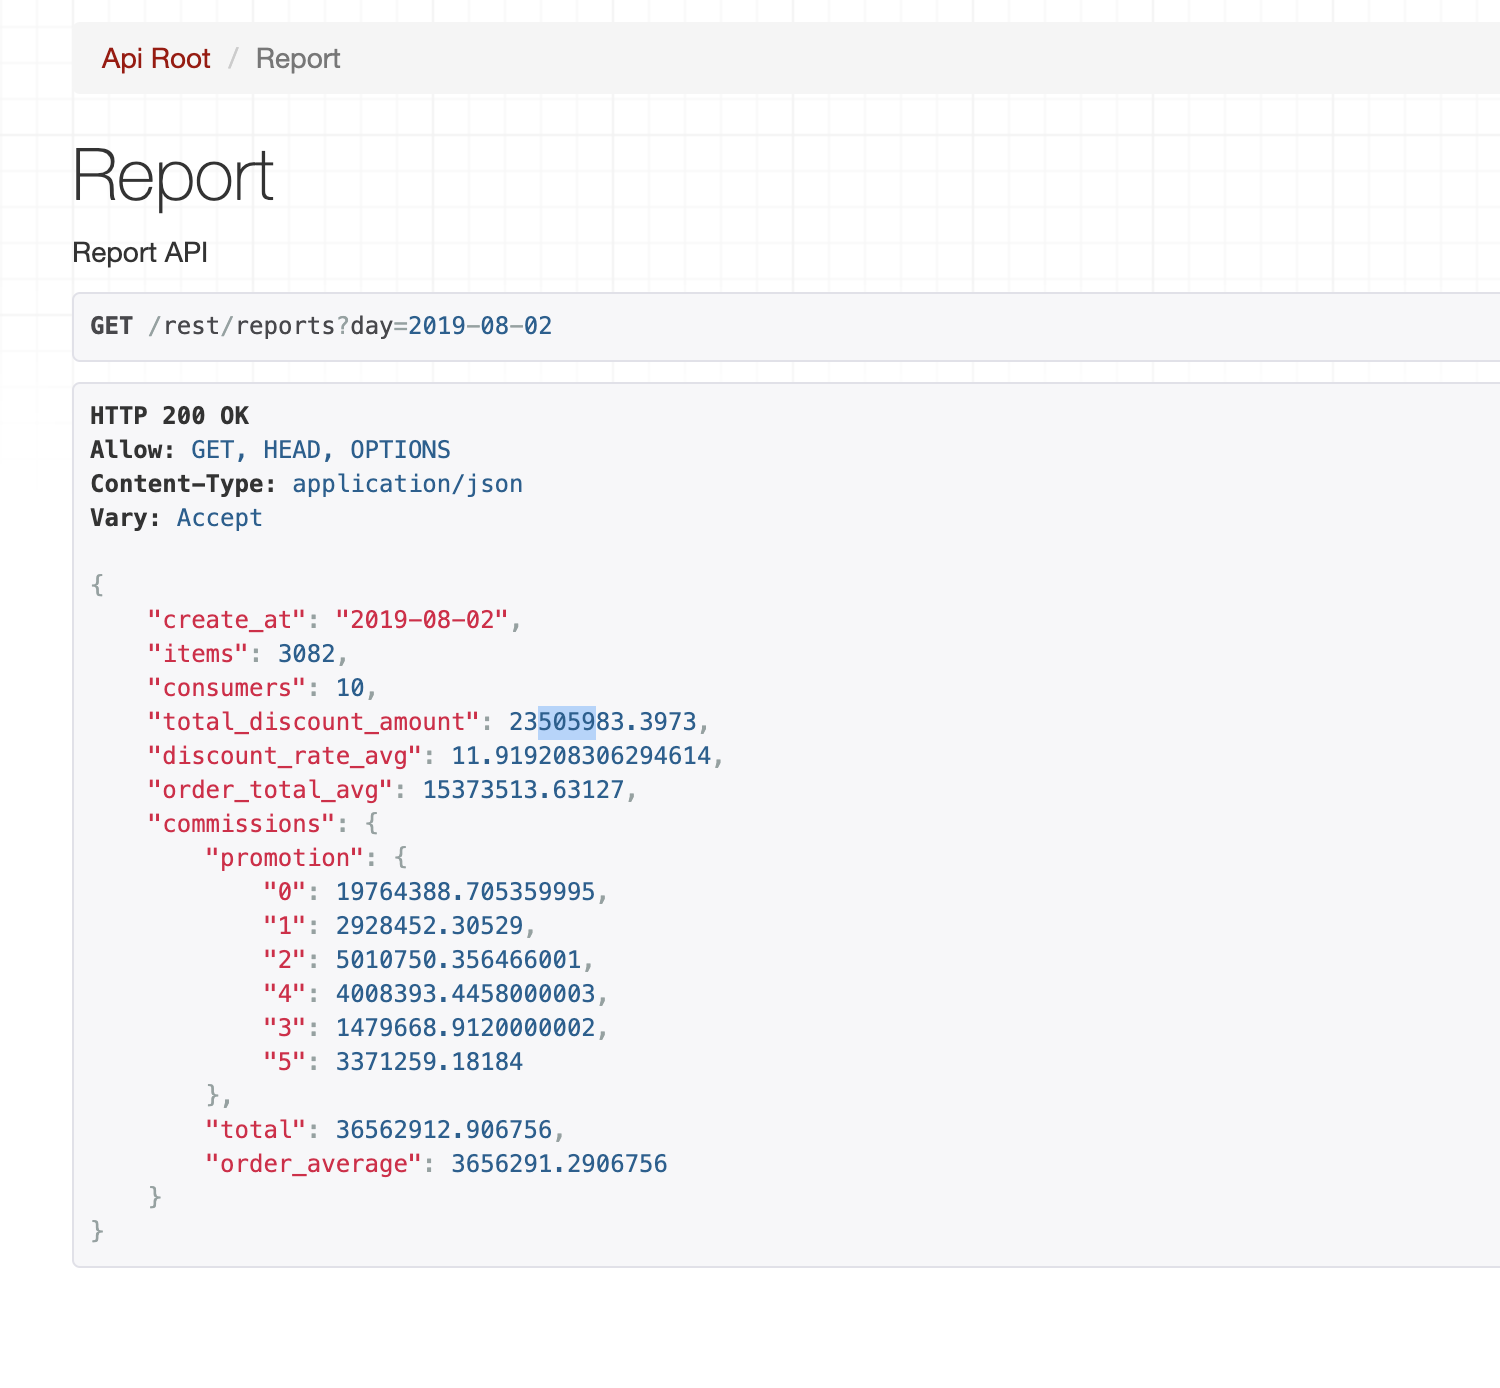 Api Root / Report
Report
Report API
GET /rest/reports?day=2019-08-02
HTTP 200 OK
Allow: GET, HEAD, OPTIONS
Content-Type: application/json
Vary: Accept
{
    "create_at": "2019-08-02",
    "items": 3082,
    "consumers": 10,
    "total_discount_amount": 23505983.3973,
    "discount_rate_avg": 11.919208306294614,
    "order_total_avg": 15373513.63127,
    "commissions": {
        "promotion": {
            "0": 19764388.705359995,
            "1": 2928452.30529,
            "2": 5010750.356466001,
            "4": 4008393.4458000003,
            "3": 1479668.9120000002,
            "5": 3371259.18184
        },
        "total": 36562912.906756,
        "order_average": 3656291.2906756
    }
}